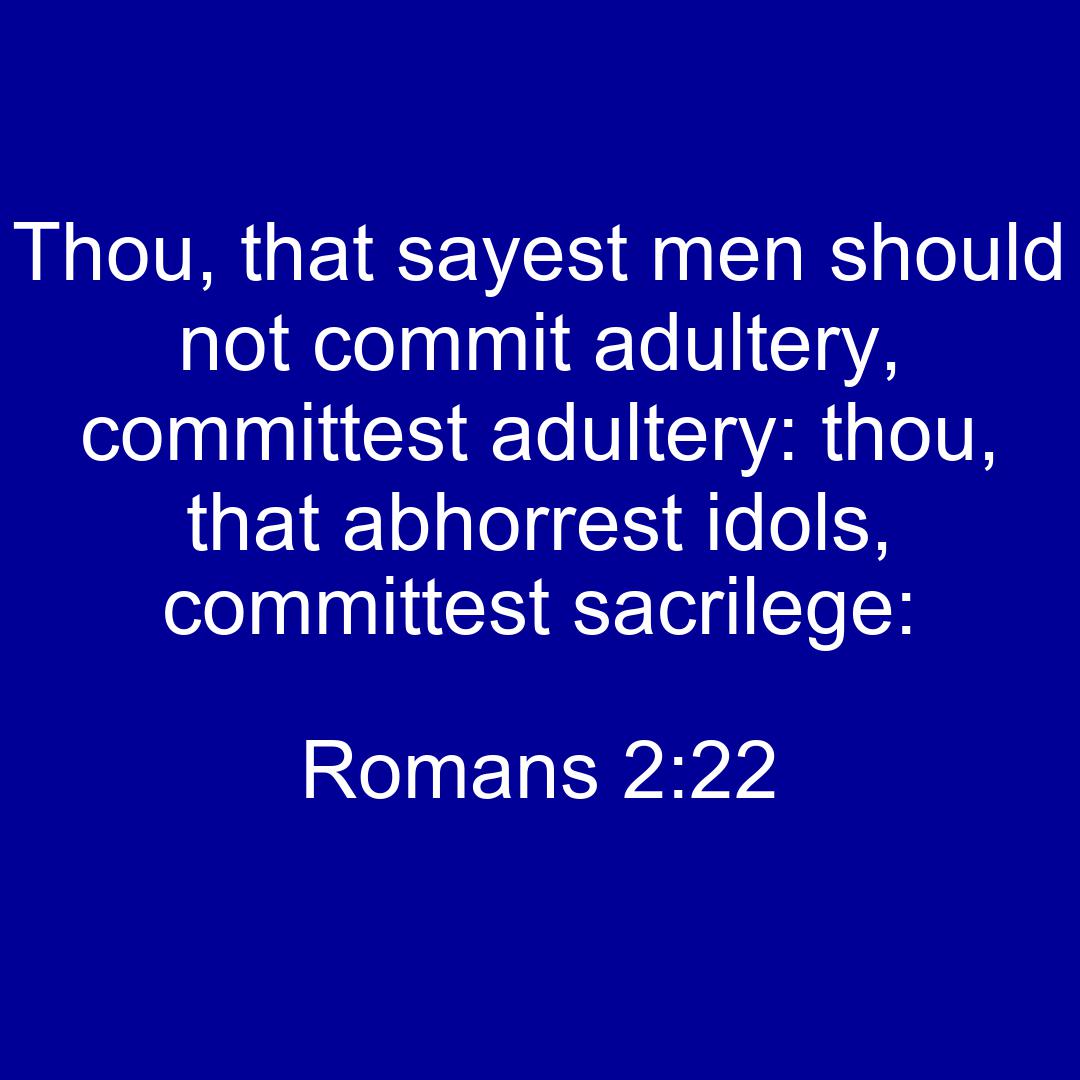 Thou, that sayest men should
not commit adultery,
committest adultery: thou,
that abhorrest idols,
committest sacrilege:
Romans 2:22